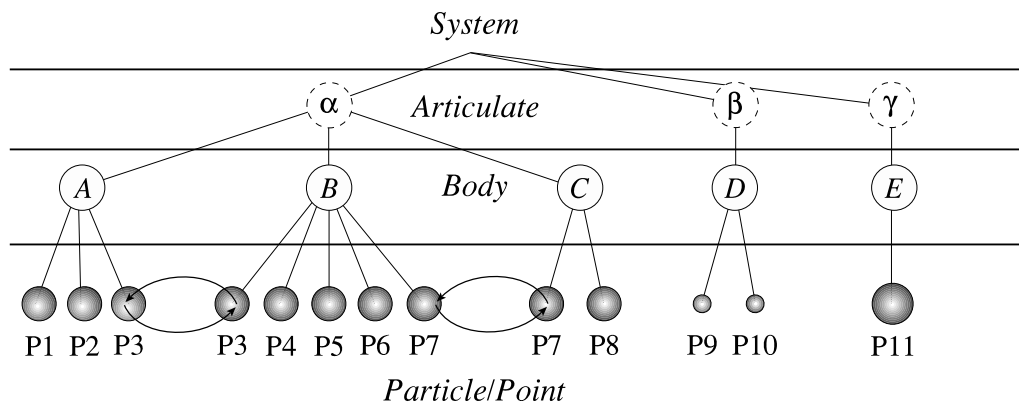 System
α Articulate β γ
A B Body C D E
P1 P2 P3 P3 P4 P5 P6 P7 P7 P8 P9 P10 P11
Particle/Point